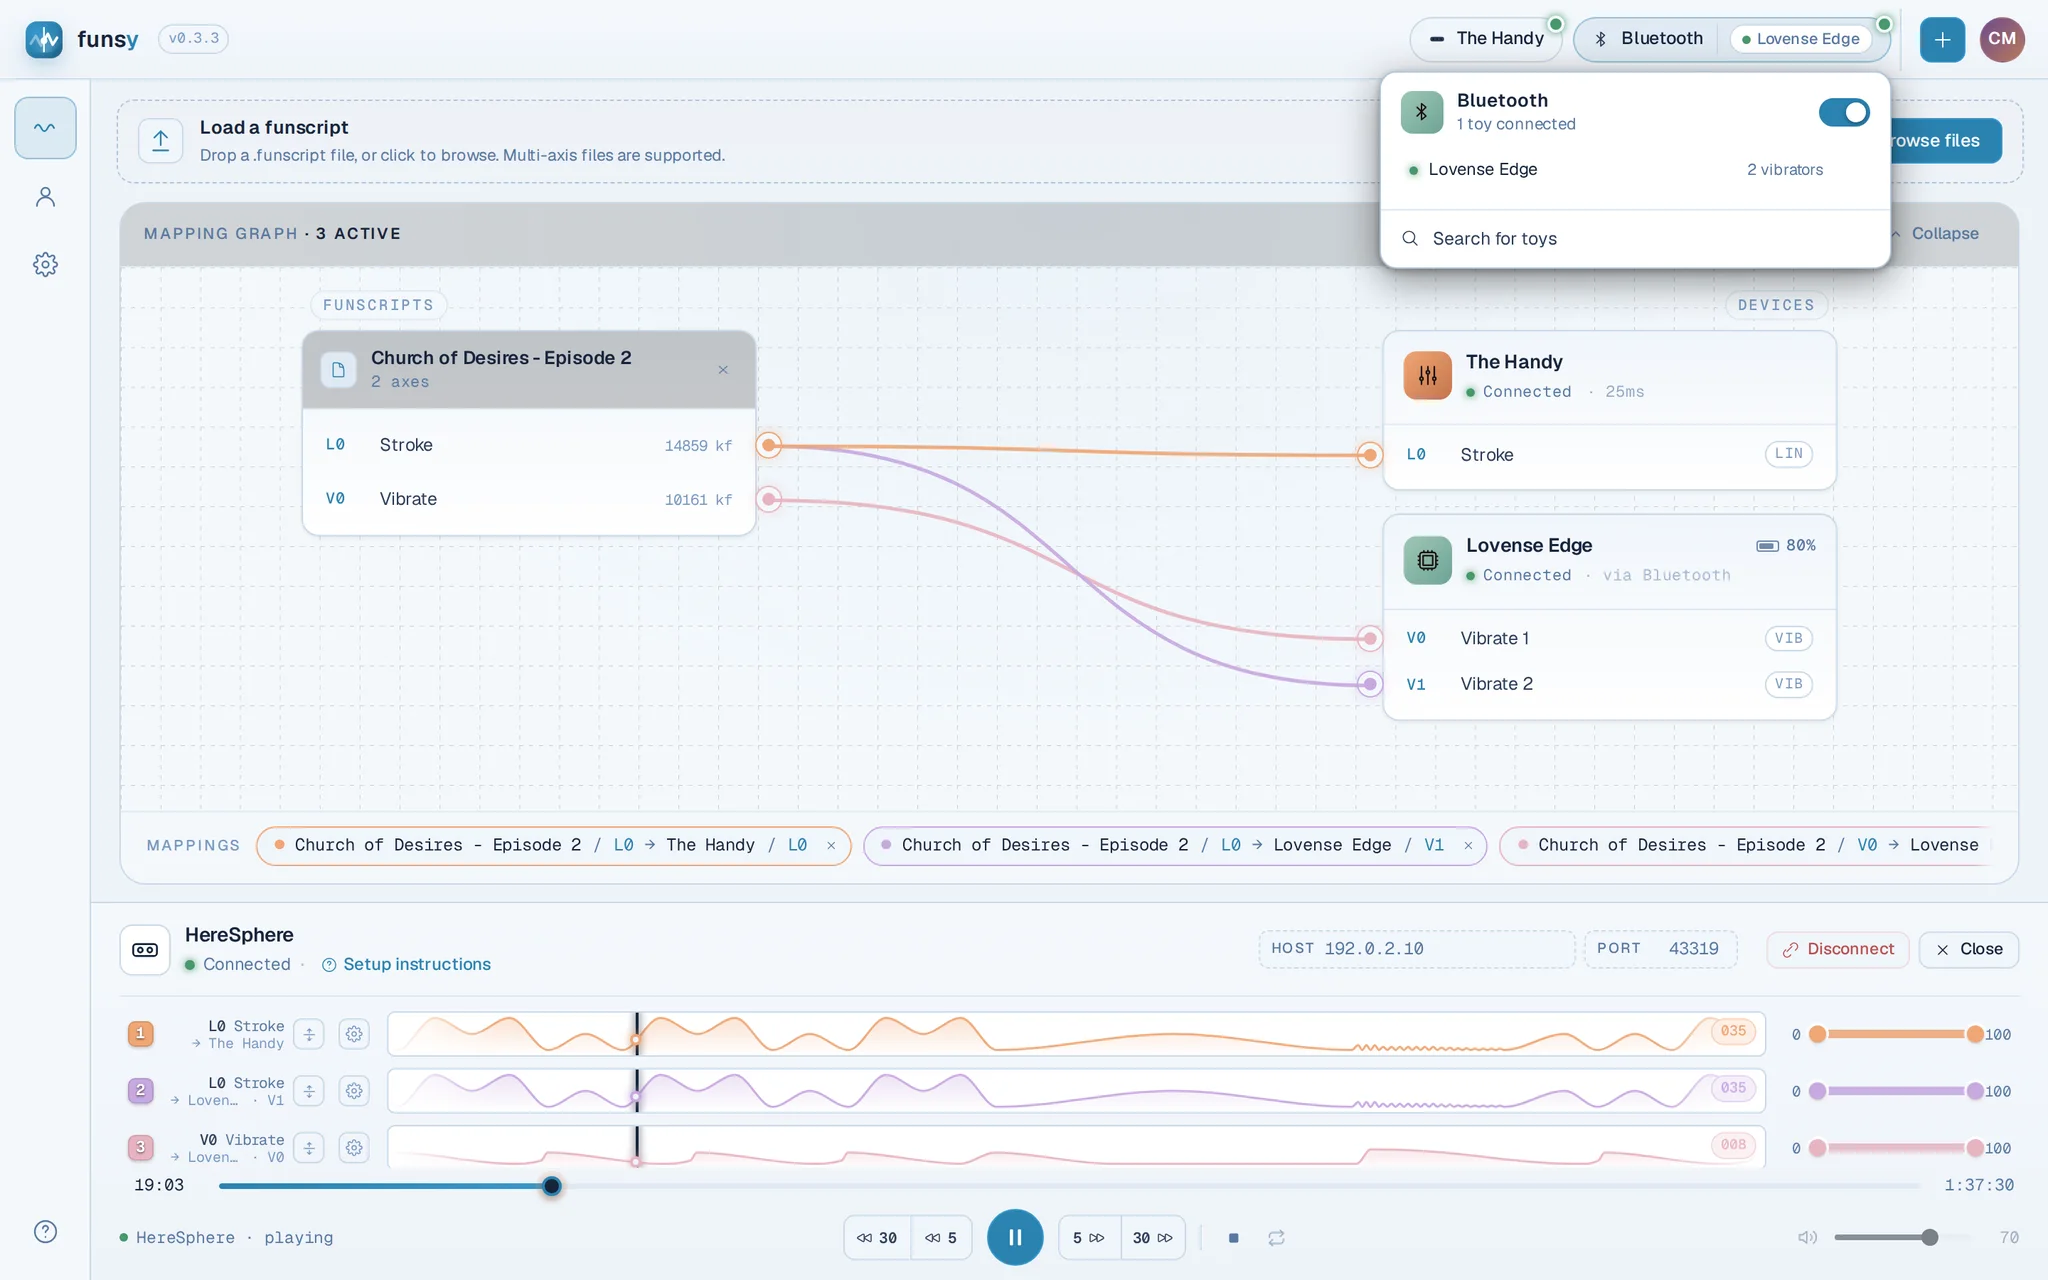 funsy v0.3.3
The Handy
Bluetooth
Lovense Edge
CM
Load a funscript
Drop a .funscript file, or click to browse. Multi-axis files are supported.
rowse files
Bluetooth
1 toy connected
Lovense Edge 2 vibrators
Search for toys
MAPPING GRAPH · 3 ACTIVE
Collapse
FUNSCRIPTS
DEVICES
Church of Desires - Episode 2
2 axes
L0 Stroke 14859 kf
V0 Vibrate 10161 kf
The Handy
Connected · 25ms
L0 Stroke LIN
Lovense Edge 80%
Connected · via Bluetooth
V0 Vibrate 1 VIB
V1 Vibrate 2 VIB
MAPPINGS
Church of Desires - Episode 2 / L0 → The Handy / L0 ×
Church of Desires - Episode 2 / L0 → Lovense Edge / V1 ×
Church of Desires - Episode 2 / V0 → Lovense
HereSphere
Connected · Setup instructions
HOST 192.0.2.10
PORT 43319
Disconnect
Close
1 L0 Stroke
→ The Handy
035
0 100
2 L0 Stroke
→ Loven… · V1
035
0 100
3 V0 Vibrate
→ Loven… · V0
008
0 100
19:03 1:37:30
HereSphere · playing
30 5 5 30
70